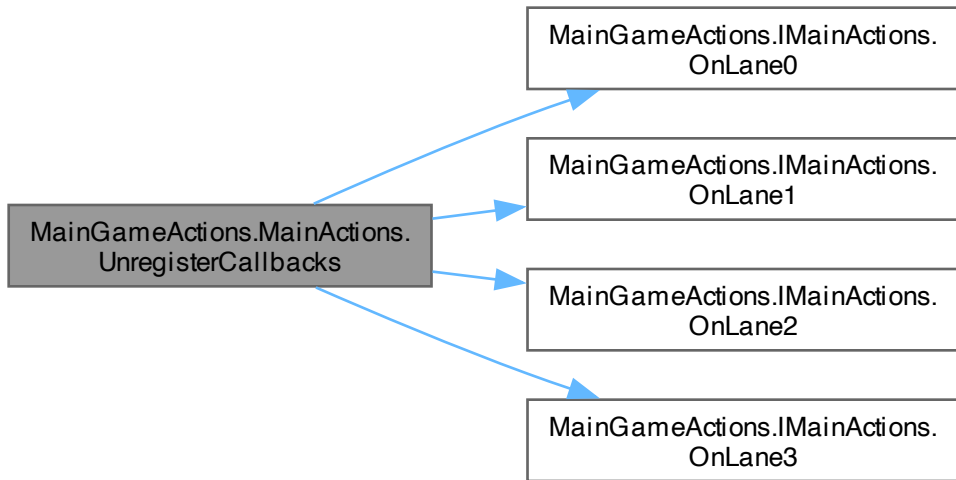 MainGameActions.IMainActions.
OnLane0
MainGameActions.IMainActions.
OnLane1
MainGameActions.MainActions.
UnregisterCallbacks
MainGameActions.IMainActions.
OnLane2
MainGameActions.IMainActions.
OnLane3